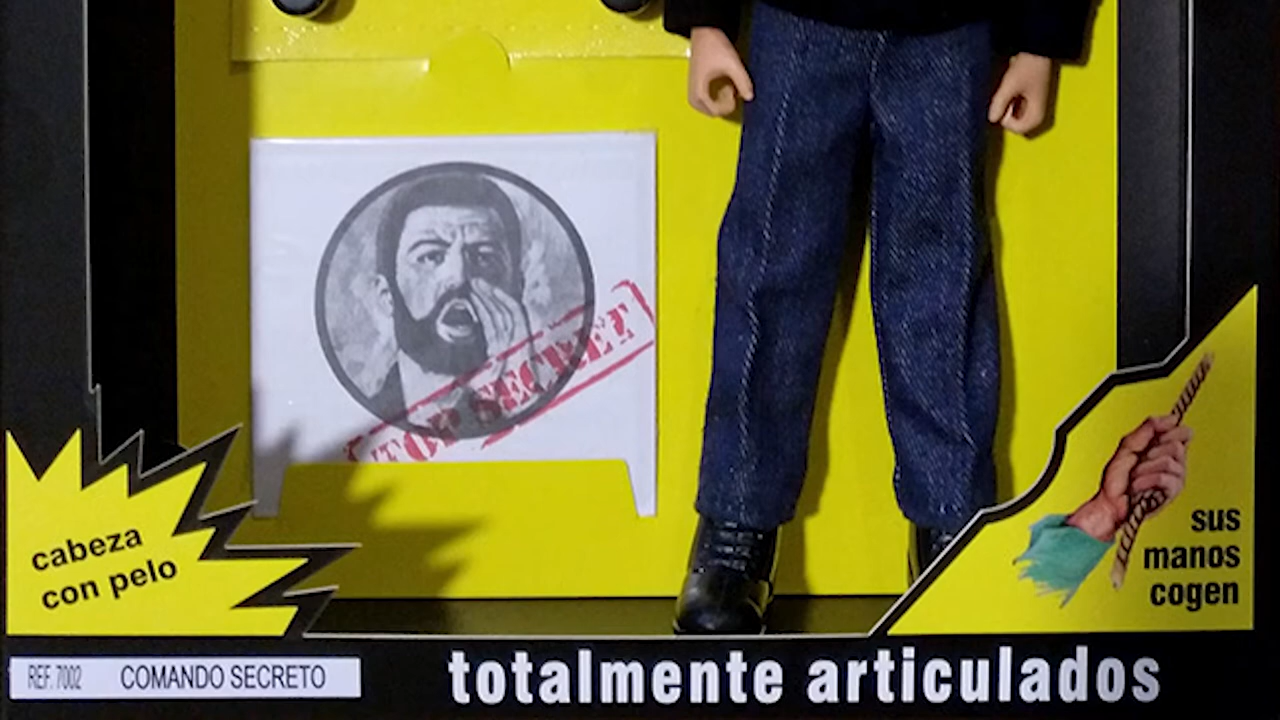 TOP SECRET
cabeza
con pelo
sus
manos
cogen
REF. 7002 COMANDO SECRETO
totalmente articulados